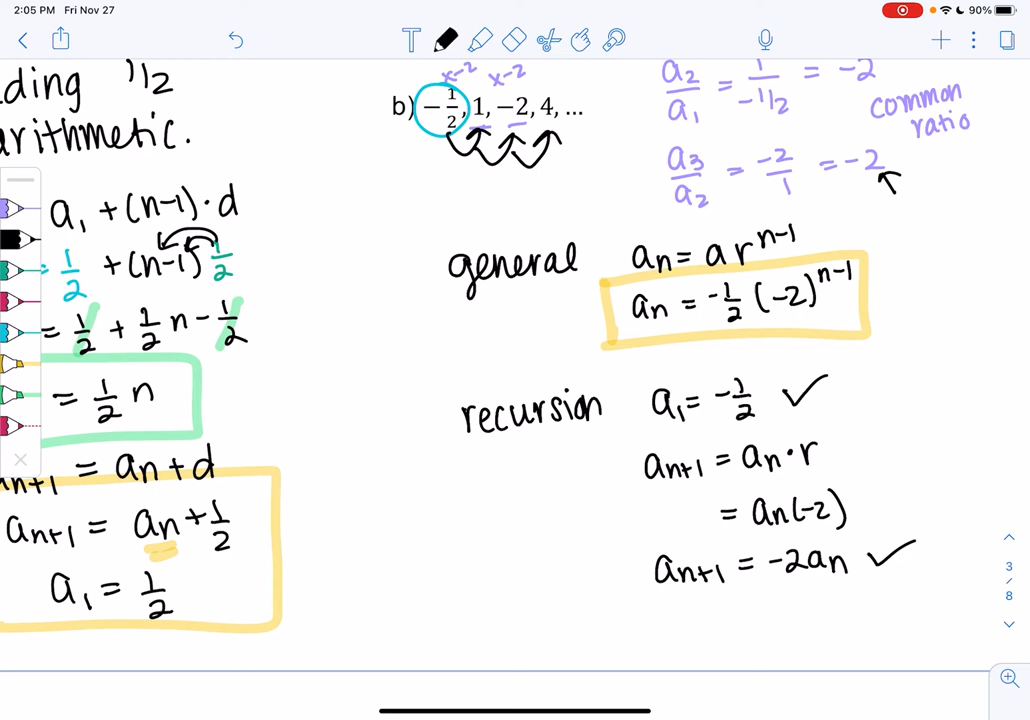 2:05 PM Fri Nov 27
90%
T
adding 1/2
arithmetic.
a₁ + (n-1) · d
= 1/2 + (n-1) 1/2
= 1/2 + 1/2 n - 1/2
= 1/2 n
an+1 = an + d
an+1 = an + 1/2
a₁ = 1/2
x-2 x-2
b) -1/2, 1, -2, 4, ...
a₂/a₁ = 1/-1/2 = -2
common
ratio
a₃/a₂ = -2/1 = -2
general an = a r^(n-1)
an = -1/2 (-2)^(n-1)
recursion a₁ = -1/2 ✓
an+1 = an · r
= an(-2)
an+1 = -2an ✓
3
/
8